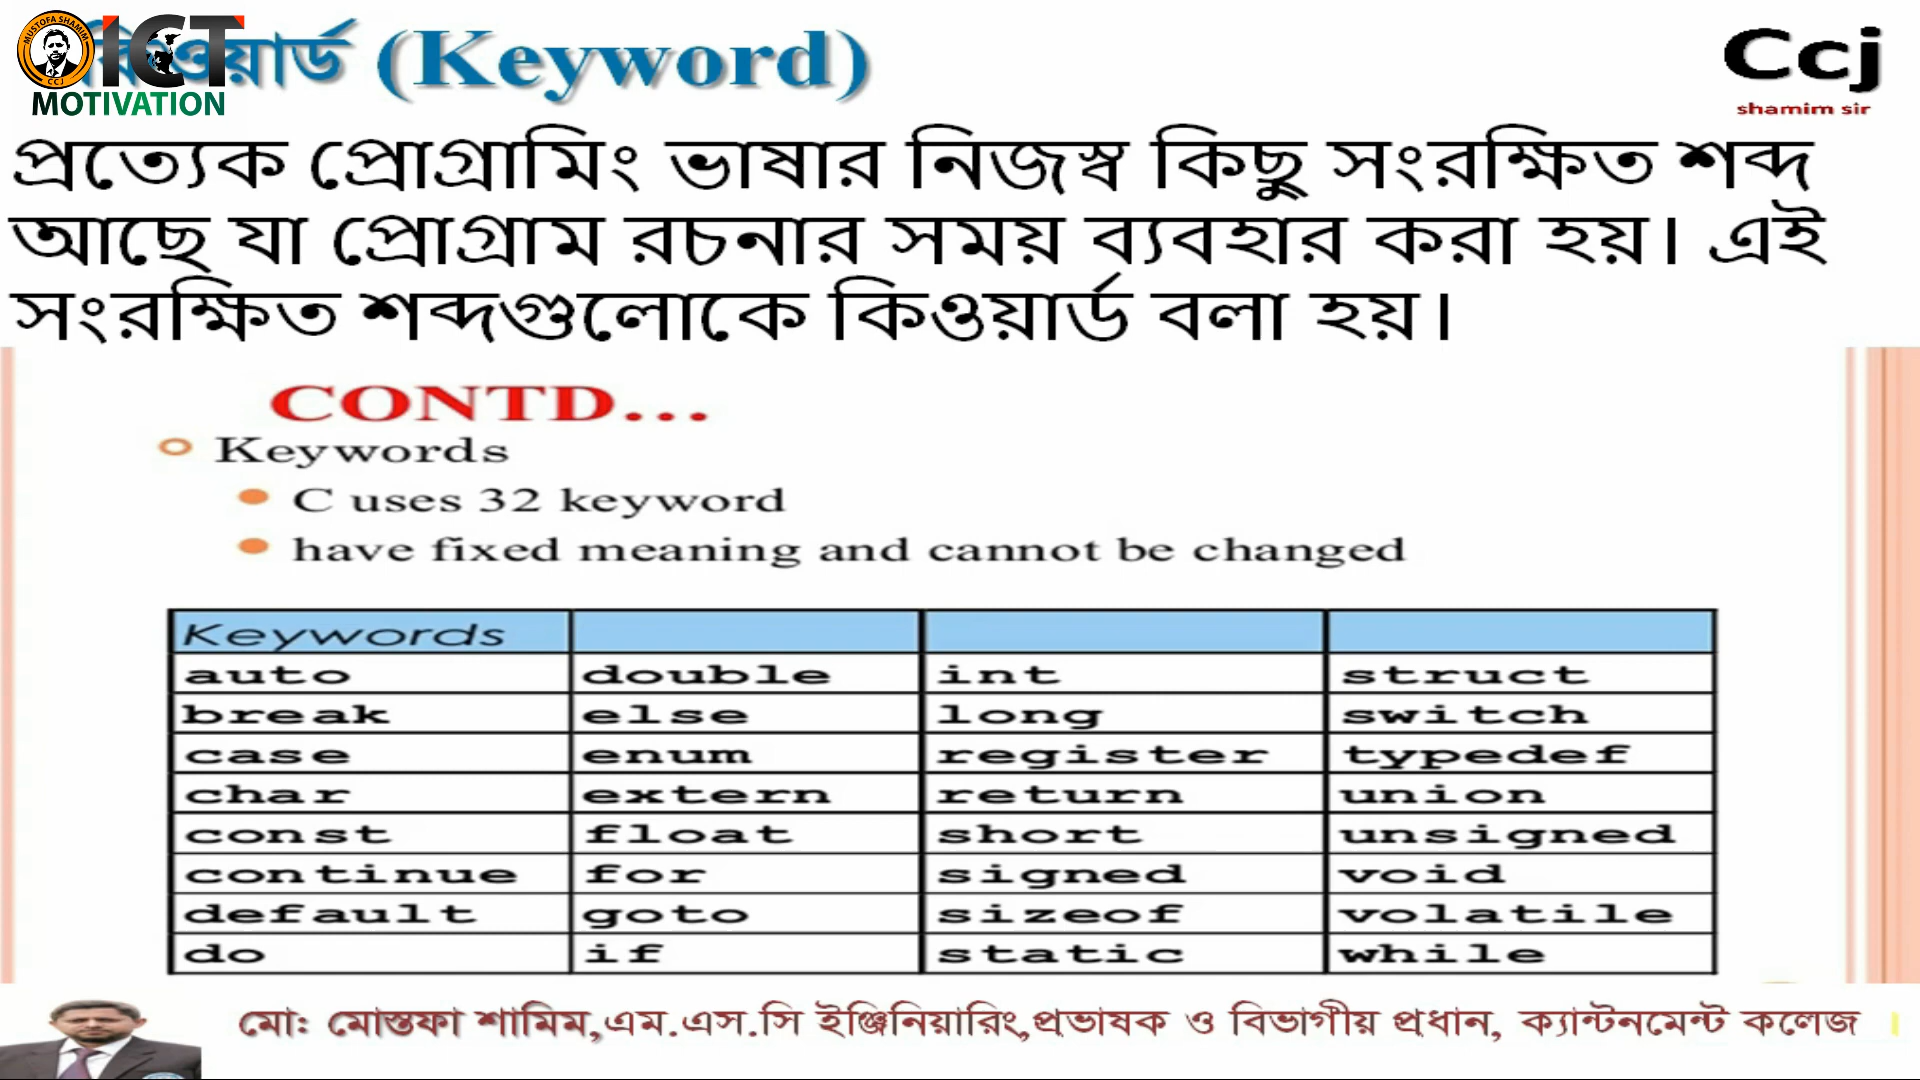 MUSTOFA SHAMIM
CCJ
ICT
MOTIVATION
কিওয়ার্ড (Keyword)
Ccj
shamim sir
প্রত্যেক প্রোগ্রামিং ভাষার নিজস্ব কিছু সংরক্ষিত শব্দ
আছে যা প্রোগ্রাম রচনার সময় ব্যবহার করা হয়। এই
সংরক্ষিত শব্দগুলোকে কিওয়ার্ড বলা হয়।
CONTD...
Keywords
C uses 32 keyword
have fixed meaning and cannot be changed
Keywords
auto double int struct
break else long switch
case enum register typedef
char extern return union
const float short unsigned
continue for signed void
default goto sizeof volatile
do if static while
মো: মোস্তফা শামিম,এম.এস.সি ইঞ্জিনিয়ারিং,প্রভাষক ও বিভাগীয় প্রধান, ক্যান্টনমেন্ট কলেজ ।